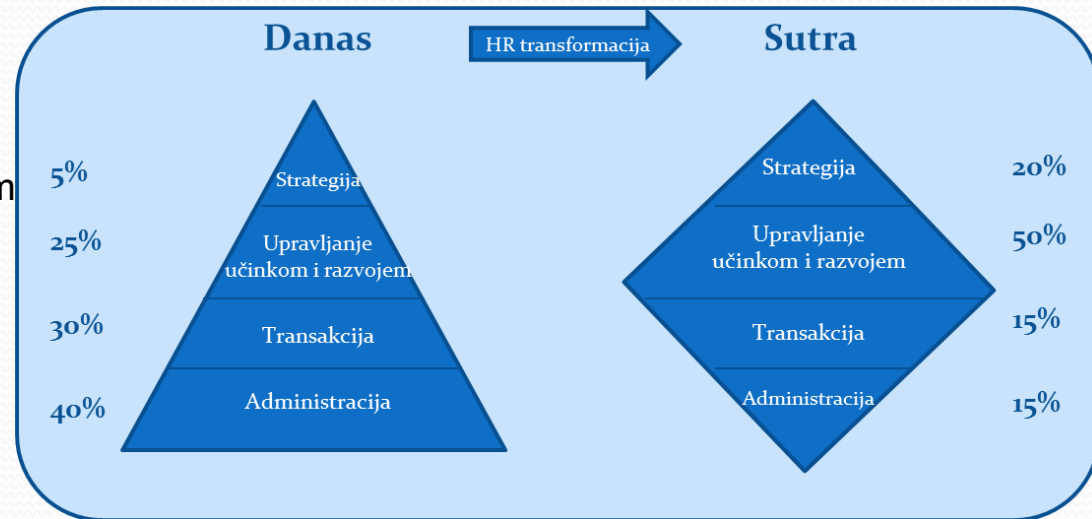 Danas
HR transformacija
Sutra
m
5%
Strategija
25%
Upravljanje
učinkom i razvojem
30%
Transakcija
40%
Administracija
Strategija
20%
Upravljanje
učinkom i razvojem
50%
Transakcija
15%
Administracija
15%